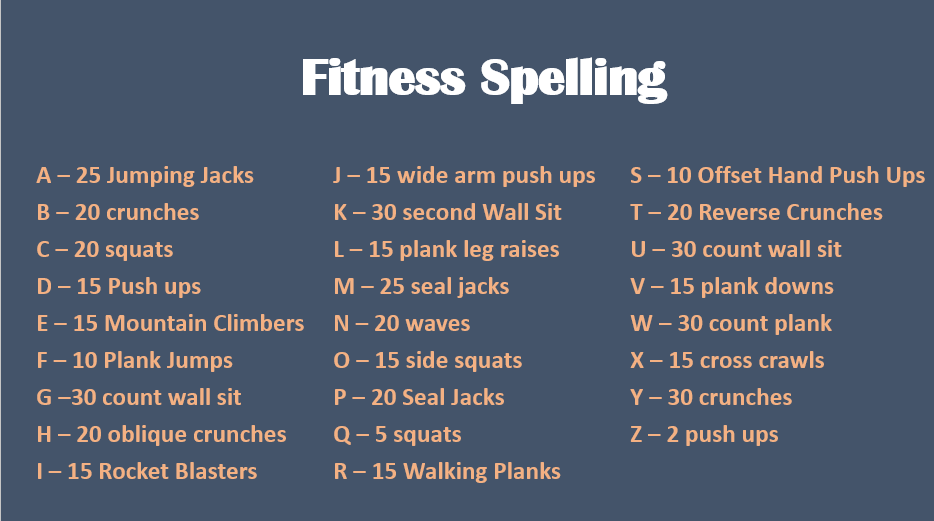 Fitness Spelling
A – 25 Jumping Jacks
B – 20 crunches
C – 20 squats
D – 15 Push ups
E – 15 Mountain Climbers
F – 10 Plank Jumps
G –30 count wall sit
H – 20 oblique crunches
I – 15 Rocket Blasters
J – 15 wide arm push ups
K – 30 second Wall Sit
L – 15 plank leg raises
M – 25 seal jacks
N – 20 waves
O – 15 side squats
P – 20 Seal Jacks
Q – 5 squats
R – 15 Walking Planks
S – 10 Offset Hand Push Ups
T – 20 Reverse Crunches
U – 30 count wall sit
V – 15 plank downs
W – 30 count plank
X – 15 cross crawls
Y – 30 crunches
Z – 2 push ups